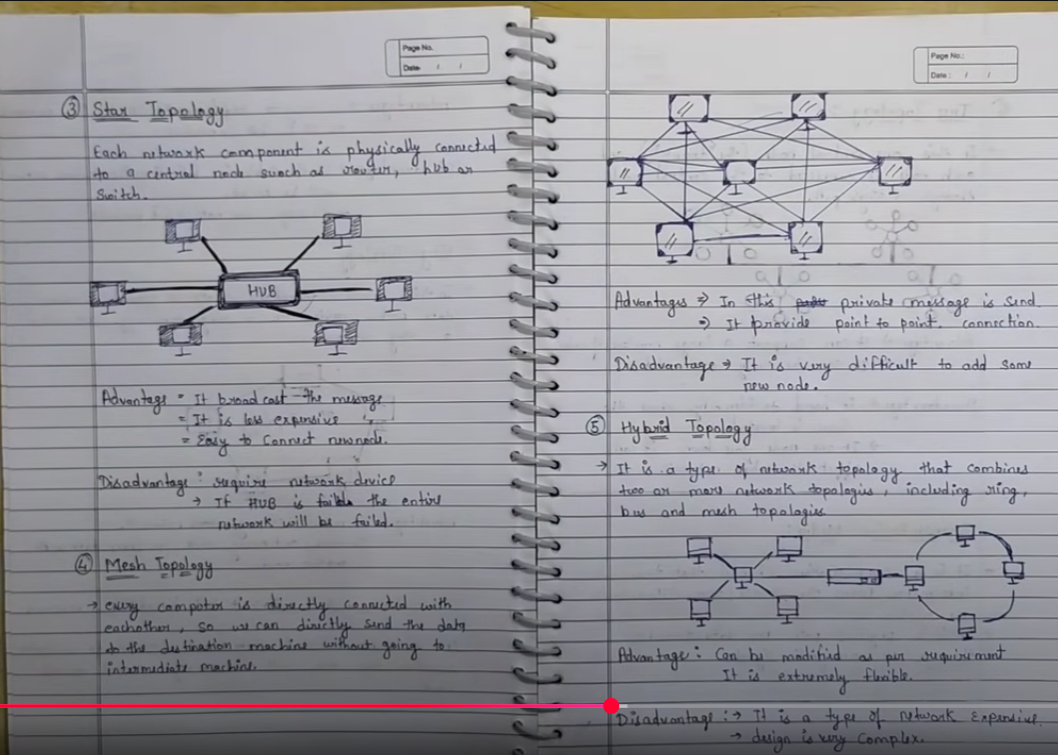 Page No.
Date / /
③ Star Topology
Each network component is physically connected
to a central node such as router, hub or
switch.
HUB
Advantage = It broad cast the message
= It is less expensive
= Easy to connect new node.
Disadvantage : require network device
→ If HUB is failed the entire
network will be failed.
④ Mesh Topology
→ every computer is directly connected with
eachother, so we can directly send the data
to the destination machine without going to
intermediate machine.
Page No.:
Date : / /
Advantages ⇒ In this private message is send
⇒ It provide point to point connection.
Disadvantage → It is very difficult to add some
new node.
⑤ Hybrid Topology
→ It is a type of network topology that combines
two or more network topologies, including ring,
bus and mesh topologies
Advantage : Can be modified as per requirement
It is extremely flexible.
Disadvantage :→ It is a type of network Expensive.
→ design is very Complex.